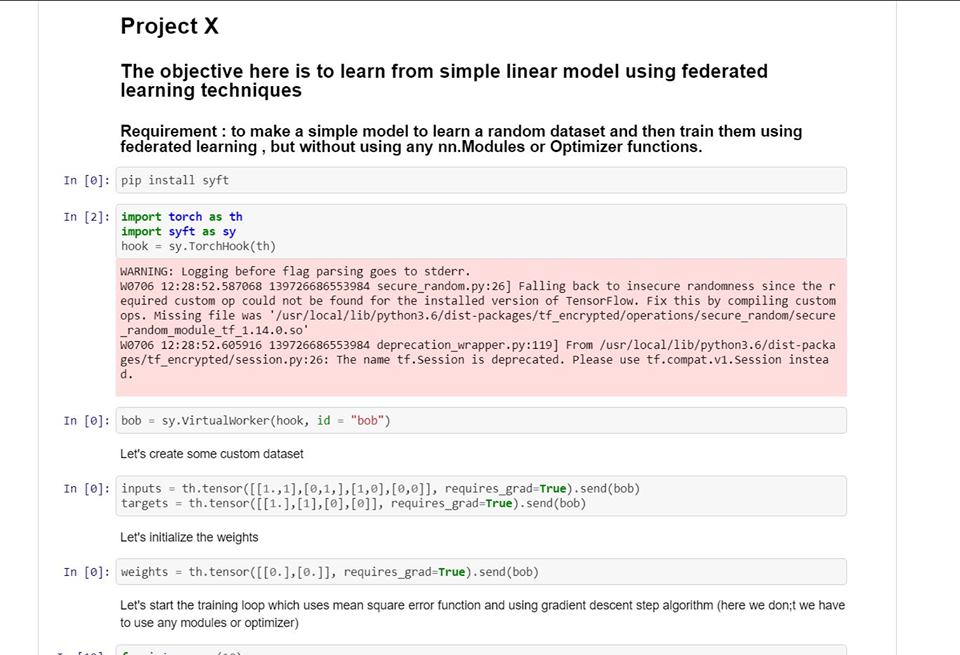 Project X
The objective here is to learn from simple linear model using federated
learning techniques
Requirement : to make a simple model to learn a random dataset and then train them using
federated learning , but without using any nn.Modules or Optimizer functions.
In [0]: pip install syft
In [2]: import torch as th
import syft as sy
hook = sy.TorchHook(th)
WARNING: Logging before flag parsing goes to stderr.
W0706 12:28:52.587068 139726686553984 secure_random.py:26] Falling back to insecure randomness since the r
equired custom op could not be found for the installed version of TensorFlow. Fix this by compiling custom
ops. Missing file was '/usr/local/lib/python3.6/dist-packages/tf_encrypted/operations/secure_random/secure
_random_module_tf_1.14.0.so'
W0706 12:28:52.605916 139726686553984 deprecation_wrapper.py:119] From /usr/local/lib/python3.6/dist-packa
ges/tf_encrypted/session.py:26: The name tf.Session is deprecated. Please use tf.compat.v1.Session instea
d.
In [0]: bob = sy.VirtualWorker(hook, id = "bob")
Let's create some custom dataset
In [0]: inputs = th.tensor([[1.,1],[0,1,],[1,0],[0,0]], requires_grad=True).send(bob)
targets = th.tensor([[1.],[1],[0],[0]], requires_grad=True).send(bob)
Let's initialize the weights
In [0]: weights = th.tensor([[0.],[0.]], requires_grad=True).send(bob)
Let's start the training loop which uses mean square error function and using gradient descent step algorithm (here we don;t we have
to use any modules or optimizer)